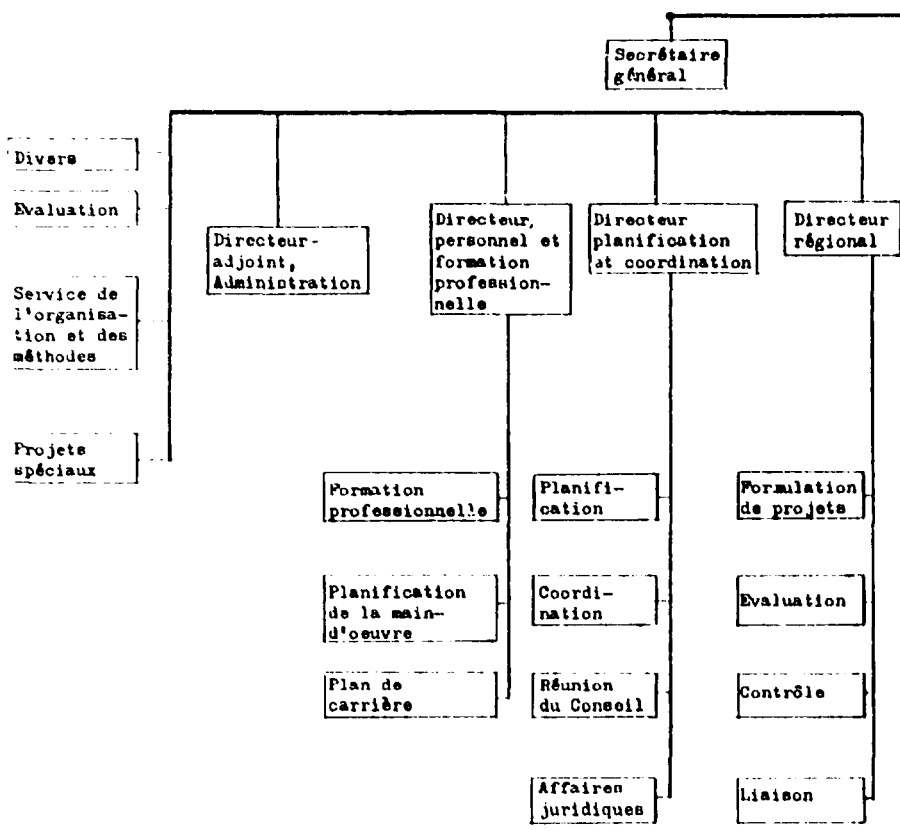 Secrétaire
général
Divers
Evaluation
Service de
l'organisa-
tion et des
méthodes
Projets
spéciaux
Directeur-
adjoint,
Administration
Directeur,
personnel et
formation
profession-
nelle
Formation
professionnelle
Planification
de la main-
d'oeuvre
Plan de
carrière
Directeur
planification
et coordination
Planifi-
cation
Coordi-
nation
Réunion
du Conseil
Affaires
juridiques
Directeur
régional
Formulation
de projets
Evaluation
Contrôle
Liaison